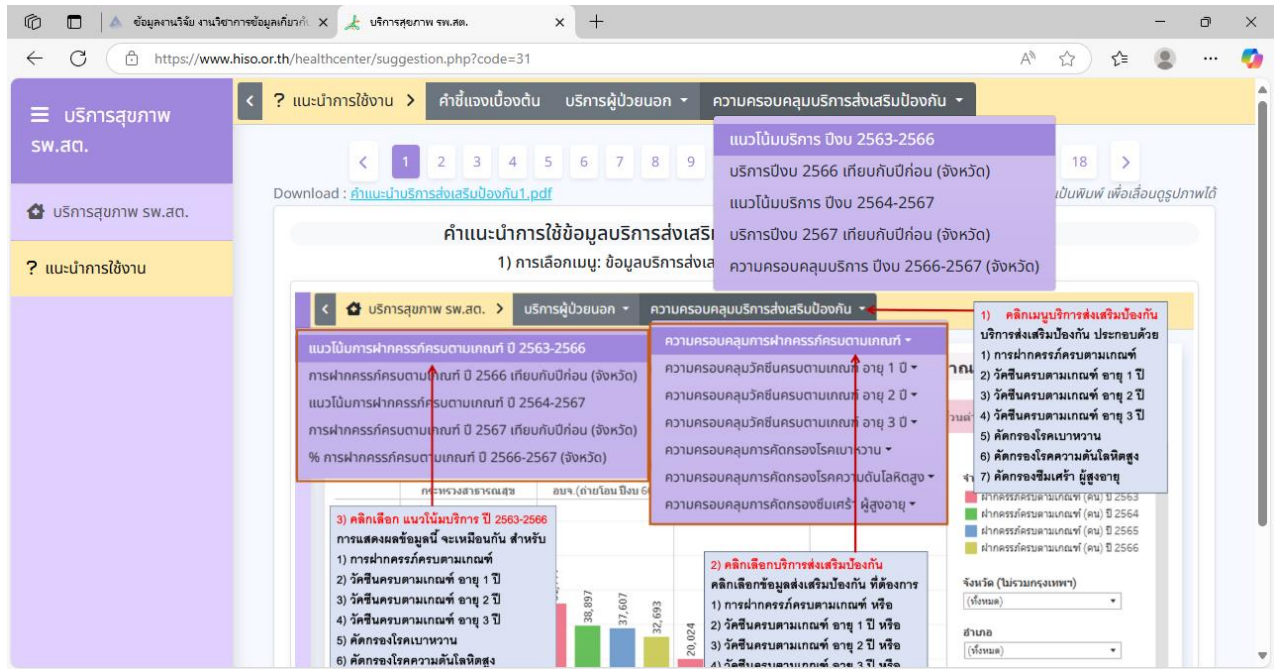 ข้อมูลงานวิจัย งานวิชาการข้อมูลเกี่ยวกับ
บริการสุขภาพ รพ.สต.
https://www.hiso.or.th/healthcenter/suggestion.php?code=31
บริการสุขภาพ
รพ.สต.
บริการสุขภาพ รพ.สต.
? แนะนำการใช้งาน
? แนะนำการใช้งาน
คำชี้แจงเบื้องต้น
บริการผู้ป่วยนอก
ความครอบคลุมบริการส่งเสริมป้องกัน
แนวโน้มบริการ ปีงบ 2563-2566
บริการปีงบ 2566 เทียบกับปีก่อน (จังหวัด)
แนวโน้มบริการ ปีงบ 2564-2567
บริการปีงบ 2567 เทียบกับปีก่อน (จังหวัด)
ความครอบคลุมบริการ ปีงบ 2566-2567 (จังหวัด)
1 2 3 4 5 6 7 8 9 18
Download : คำแนะนำบริการส่งเสริมป้องกัน1.pdf
แป้นพิมพ์ เพื่อเลื่อนดูรูปภาพได้
คำแนะนำการใช้ข้อมูลบริการส่งเสริ
1) การเลือกเมนู: ข้อมูลบริการส่งเส
บริการสุขภาพ รพ.สต.
บริการผู้ป่วยนอก
ความครอบคลุมบริการส่งเสริมป้องกัน
แนวโน้มการฝากครรภ์ครบตามเกณฑ์ ปี 2563-2566
การฝากครรภ์ครบตามเกณฑ์ ปี 2566 เทียบกับปีก่อน (จังหวัด)
แนวโน้มการฝากครรภ์ครบตามเกณฑ์ ปี 2564-2567
การฝากครรภ์ครบตามเกณฑ์ ปี 2567 เทียบกับปีก่อน (จังหวัด)
% การฝากครรภ์ครบตามเกณฑ์ ปี 2566-2567 (จังหวัด)
ความครอบคลุมการฝากครรภ์ครบตามเกณฑ์
ความครอบคลุมวัคซีนครบตามเกณฑ์ อายุ 1 ปี
ความครอบคลุมวัคซีนครบตามเกณฑ์ อายุ 2 ปี
ความครอบคลุมวัคซีนครบตามเกณฑ์ อายุ 3 ปี
ความครอบคลุมการคัดกรองโรคเบาหวาน
ความครอบคลุมการคัดกรองโรคความดันโลหิตสูง
ความครอบคลุมการคัดกรองซึมเศร้า ผู้สูงอายุ
1) คลิกเมนูบริการส่งเสริมป้องกัน
บริการส่งเสริมป้องกัน ประกอบด้วย
1) การฝากครรภ์ครบตามเกณฑ์
2) วัคซีนครบตามเกณฑ์ อายุ 1 ปี
3) วัคซีนครบตามเกณฑ์ อายุ 2 ปี
4) วัคซีนครบตามเกณฑ์ อายุ 3 ปี
5) คัดกรองโรคเบาหวาน
6) คัดกรองโรคความดันโลหิตสูง
7) คัดกรองซึมเศร้า ผู้สูงอายุ
กระทรวงสาธารณสุข
อบจ.(ถ่ายโอน ปีงบ 6
ฝากครรภ์ครบตามเกณฑ์ (คน) ปี 2563
ฝากครรภ์ครบตามเกณฑ์ (คน) ปี 2564
ฝากครรภ์ครบตามเกณฑ์ (คน) ปี 2565
ฝากครรภ์ครบตามเกณฑ์ (คน) ปี 2566
จังหวัด (ไม่รวมกรุงเทพฯ)
(ทั้งหมด)
อำเภอ
(ทั้งหมด)
3) คลิกเลือก แนวโน้มบริการ ปี 2563-2566
การแสดงผลข้อมูลนี้ จะเหมือนกัน สำหรับ
1) การฝากครรภ์ครบตามเกณฑ์
2) วัคซีนครบตามเกณฑ์ อายุ 1 ปี
3) วัคซีนครบตามเกณฑ์ อายุ 2 ปี
4) วัคซีนครบตามเกณฑ์ อายุ 3 ปี
5) คัดกรองโรคเบาหวาน
6) คัดกรองโรคความดันโลหิตสูง
38,897
37,607
32,693
20,024
2) คลิกเลือกบริการส่งเสริมป้องกัน
คลิกเลือกข้อมูลส่งเสริมป้องกัน ที่ต้องการ
1) การฝากครรภ์ครบตามเกณฑ์ หรือ
2) วัคซีนครบตามเกณฑ์ อายุ 1 ปี หรือ
3) วัคซีนครบตามเกณฑ์ อายุ 2 ปี หรือ
4) วัคซีนครบตามเกณฑ์ อายุ 3 ปี หรือ